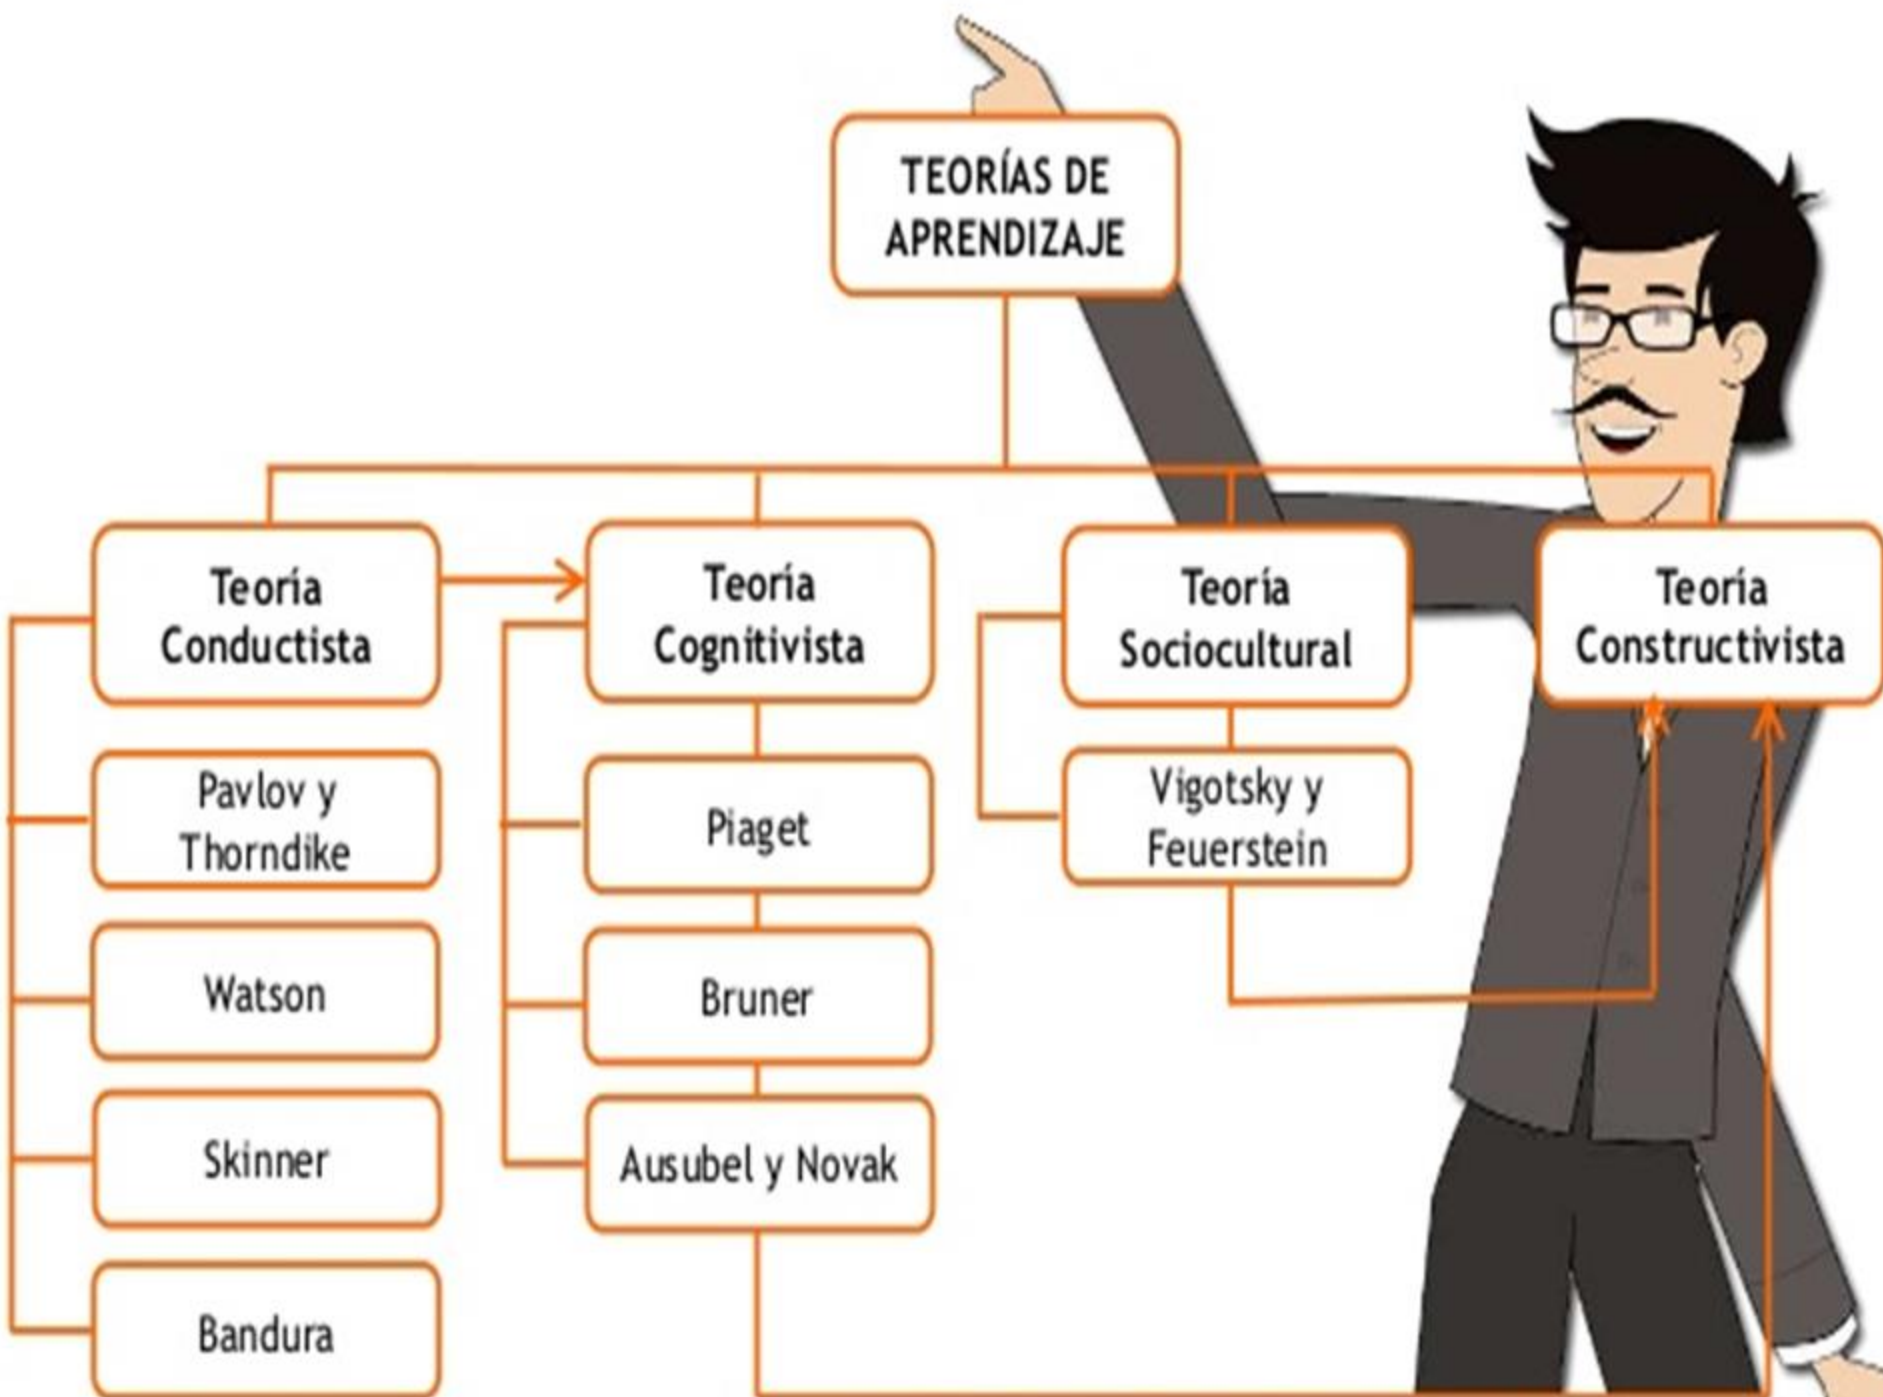 TEORÍAS DE
APRENDIZAJE
Teoría
Conductista
Pavlov y
Thorndike
Watson
Skinner
Bandura
Teoría
Cognitivista
Piaget
Bruner
Ausubel y Novak
Teoría
Sociocultural
Vigotsky y
Feuerstein
Teoría
Constructivista